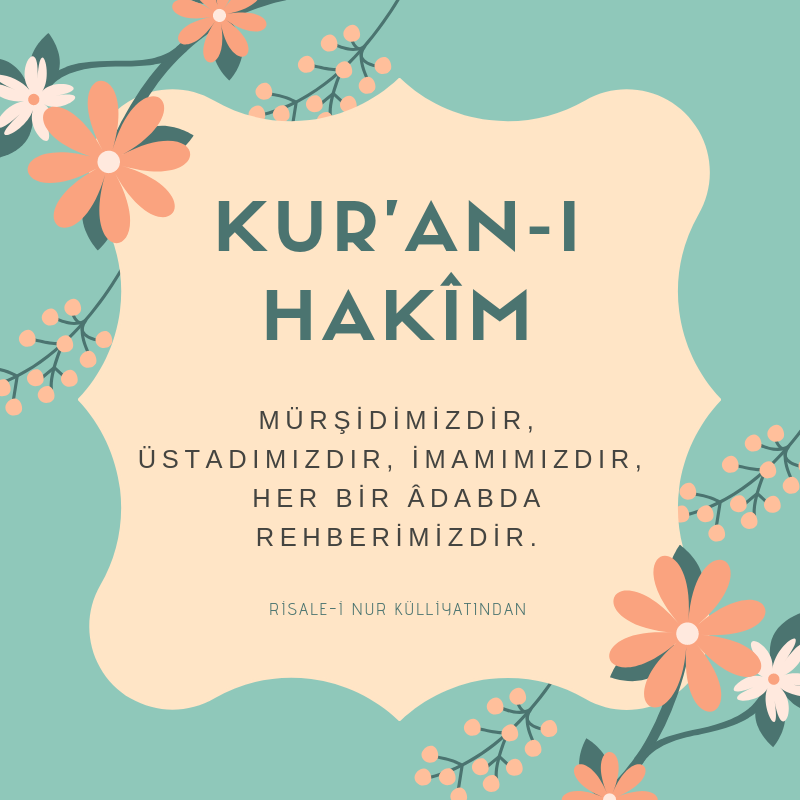 KUR'AN-I
HAKÎM
MÜRŞİDİMİZDİR,
ÜSTADIMIZDIR, İMAMIMIZDIR,
HER BİR ÂDABDA
REHBERİMİZDİR.
RİSALE-İ NUR KÜLLİYATINDAN